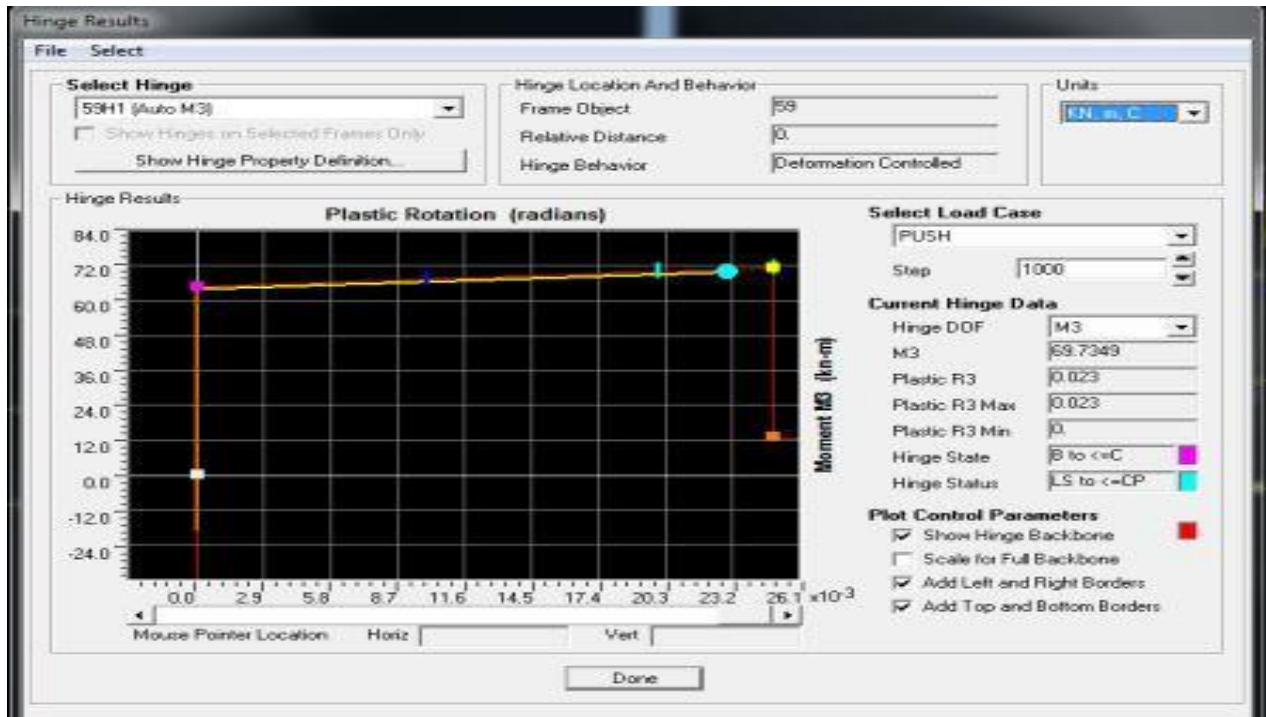 Hinge Results
File Select
Select Hinge
59H1 (Auto M3)
Show Hinges on Selected Frames Only
Show Hinge Property Definition...
Hinge Location And Behavior
Frame Object 59
Relative Distance 0.
Hinge Behavior Deformation Controlled
Units
KN, m, C
Hinge Results
Plastic Rotation (radians)
84.0
72.0
60.0
48.0
36.0
24.0
12.0
0.0
-12.0
-24.0
0.0 2.9 5.8 8.7 11.6 14.5 17.4 20.3 23.2 26.1 x10-3
Moment M3 (kn-m)
Mouse Pointer Location Horiz Vert
Select Load Case
PUSH
Step 1000
Current Hinge Data
Hinge DOF M3
M3 69.7349
Plastic R3 0.023
Plastic R3 Max 0.023
Plastic R3 Min 0.
Hinge State B to <=C
Hinge Status LS to <=CP
Plot Control Parameters
Show Hinge Backbone
Scale for Full Backbone
Add Left and Right Borders
Add Top and Bottom Borders
Done